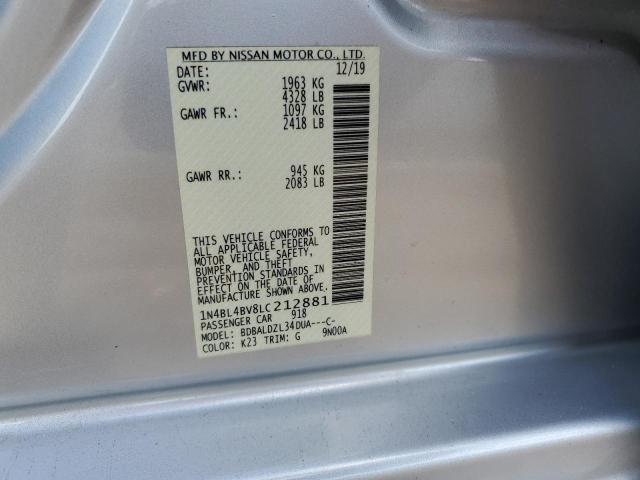 MFD BY NISSAN MOTOR CO., LTD.
DATE: 12/19
GVWR: 1963 KG
4328 LB
GAWR FR.: 1097 KG
2418 LB
GAWR RR.: 945 KG
2083 LB
THIS VEHICLE CONFORMS TO
ALL APPLICABLE FEDERAL
MOTOR VEHICLE SAFETY,
BUMPER, AND THEFT
PREVENTION STANDARDS IN
EFFECT ON THE DATE OF
MANUFACTURE SHOWN ABOVE.
1N4BL4BV8LC212881
PASSENGER CAR 918
MODEL: BDBALDZL34DUA---C-
COLOR: K23 TRIM: G 9N00A